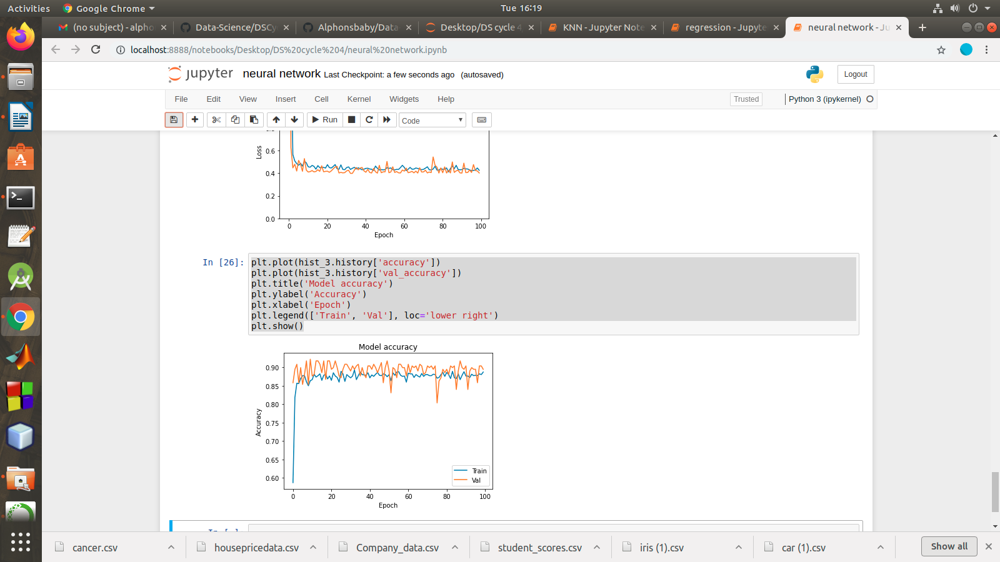 Activities
Google Chrome
Tue 16:19
(no subject) - alpho
Data-Science/DSCy
Alphonsbaby/Data
Desktop/DS cycle 4/
KNN - Jupyter Note
regression - Jupyte
neural network - Ju
localhost:8888/notebooks/Desktop/DS%20cycle%204/neural%20network.ipynb
jupyter
neural network Last Checkpoint: a few seconds ago (autosaved)
Logout
File Edit View Insert Cell Kernel Widgets Help
Trusted
Python 3 (ipykernel)
Run
Code
Loss
0.6
0.4
0.2
0.0
0 20 40 60 80 100
Epoch
In [26]:
plt.plot(hist_3.history['accuracy'])
plt.plot(hist_3.history['val_accuracy'])
plt.title('Model accuracy')
plt.ylabel('Accuracy')
plt.xlabel('Epoch')
plt.legend(['Train', 'Val'], loc='lower right')
plt.show()
Model accuracy
Accuracy
0.90
0.85
0.80
0.75
0.70
0.65
0.60
Train
Val
0 20 40 60 80 100
Epoch
cancer.csv
housepricedata.csv
Company_data.csv
student_scores.csv
iris (1).csv
car (1).csv
Show all